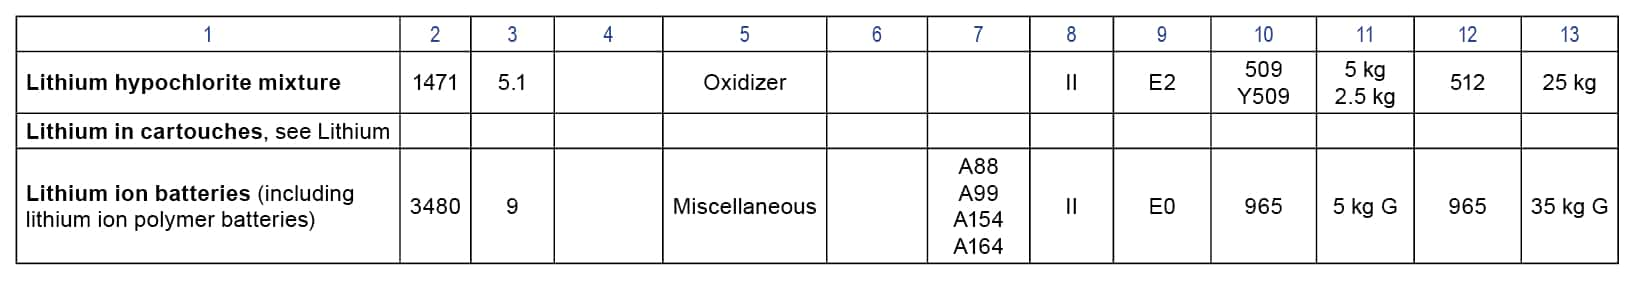 1 2 3 4 5 6 7 8 9 10 11 12 13
Lithium hypochlorite mixture 1471 5.1 Oxidizer II E2 509 5 kg 512 25 kg
Y509 2.5 kg
Lithium in cartouches, see Lithium
Lithium ion batteries (including
lithium ion polymer batteries) 3480 9 Miscellaneous A88 II E0 965 5 kg G 965 35 kg G
A99
A154
A164